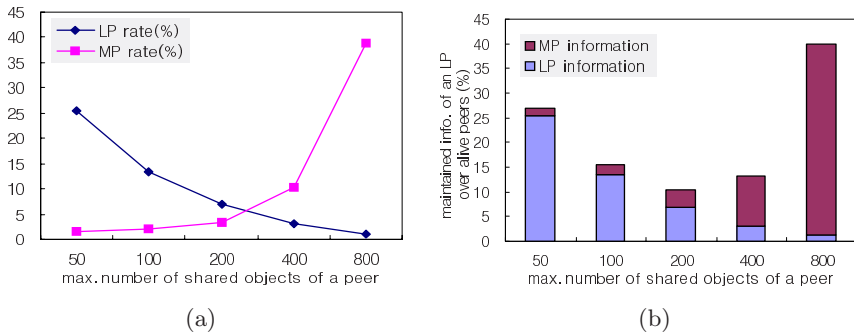 LP rate(%)
MP rate(%)
45
40
35
30
25
20
15
10
5
0
50 100 200 400 800
max. number of shared objects of a peer
(a)
maintained info. of an LP
over alive peers (%)
MP information
LP information
45
40
35
30
25
20
15
10
5
0
50 100 200 400 800
max. number of shared objects of a peer
(b)